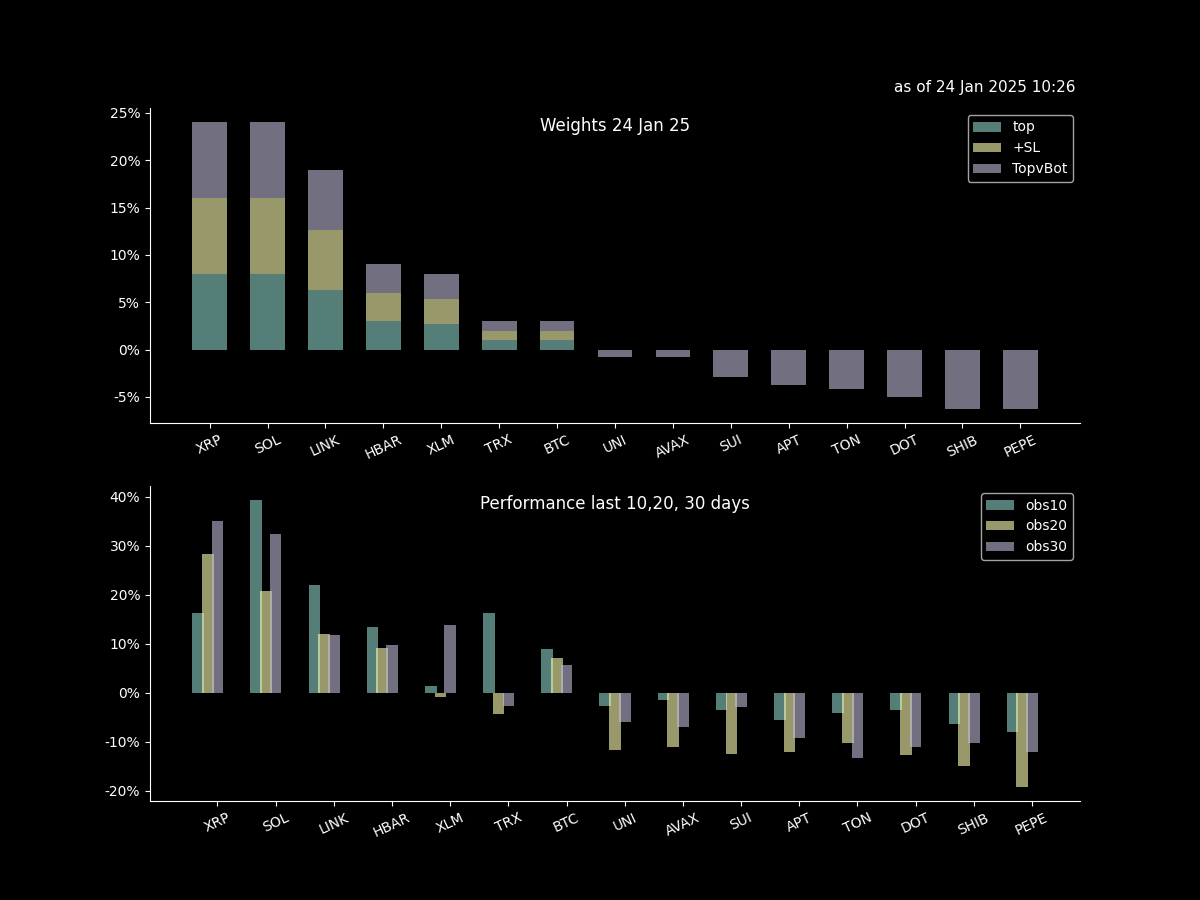 as of 24 Jan 2025 10:26
Weights 24 Jan 25
top
+SL
TopvBot
25%
20%
15%
10%
5%
0%
-5%
XRP SOL LINK HBAR XLM TRX BTC UNI AVAX SUI APT TON DOT SHIB PEPE
Performance last 10,20, 30 days
obs10
obs20
obs30
40%
30%
20%
10%
0%
-10%
-20%
XRP SOL LINK HBAR XLM TRX BTC UNI AVAX SUI APT TON DOT SHIB PEPE